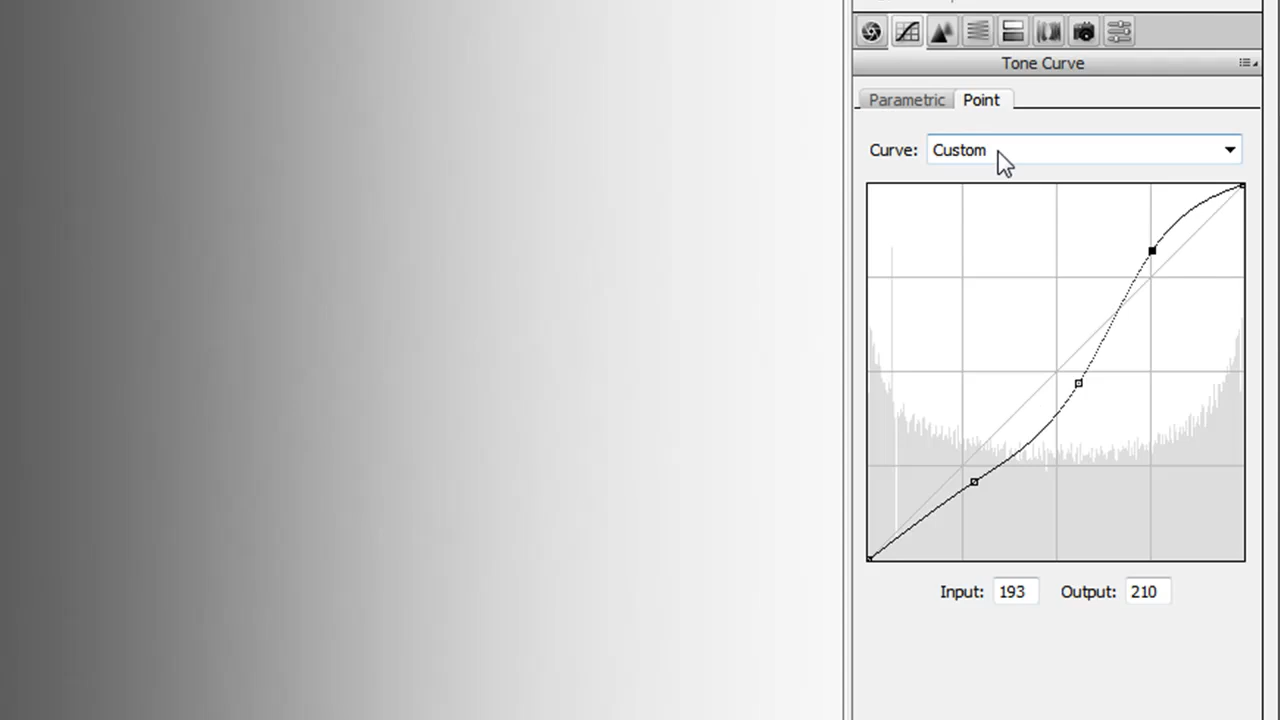 Tone Curve
Parametric Point
Curve: Custom
Input: 193 Output: 210